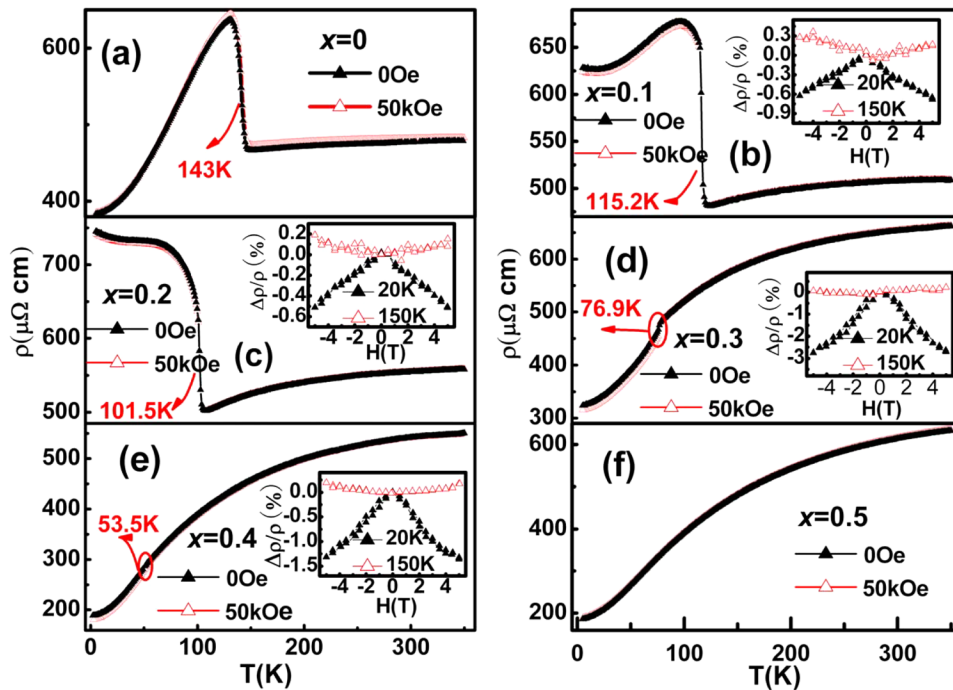 (a)
x=0
0Oe
50kOe
143K
600
400
(b)
x=0.1
0Oe
50kOe
115.2K
675
650
625
550
525
500
Δρ/ρ (%)
0.3
0.0
-0.3
-0.6
-0.9
20K
150K
-4 -2 0 2 4
H(T)
ρ(μΩ cm)
(c)
x=0.2
0Oe
50kOe
101.5K
700
600
500
Δρ/ρ (%)
0.2
0.0
-0.2
-0.4
-0.6
20K
150K
-4 -2 0 2 4
H(T)
ρ(μΩ cm)
(d)
x=0.3
0Oe
50kOe
76.9K
600
500
400
300
Δρ/ρ (%)
0
-1
-2
-3
20K
150K
-4 -2 0 2 4
H(T)
(e)
x=0.4
0Oe
50kOe
53.5K
500
400
300
200
Δρ/ρ (%)
0.0
-0.5
-1.0
-1.5
20K
150K
-4 -2 0 2 4
H(T)
0 100 200 300
T(K)
(f)
x=0.5
0Oe
50kOe
600
400
200
0 100 200 300
T(K)